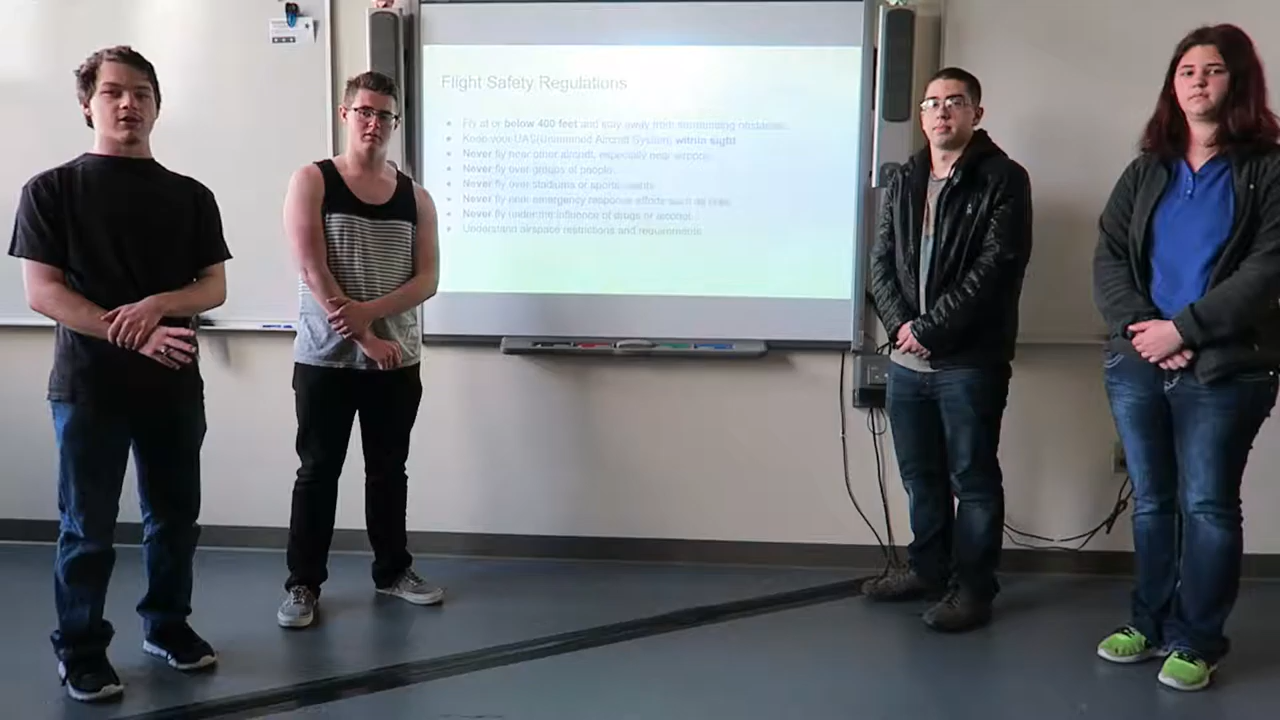 Flight Safety Regulations
• Fly at or below 400 feet and stay away from surrounding obstacles.
• Keep your UAS(Unmanned Aircraft System) within sight
• Never fly near other aircraft, especially near airports.
• Never fly over groups of people.
• Never fly over stadiums or sports events.
• Never fly near emergency response efforts such as fires.
• Never fly under the influence of drugs or alcohol.
• Understand airspace restrictions and requirements.